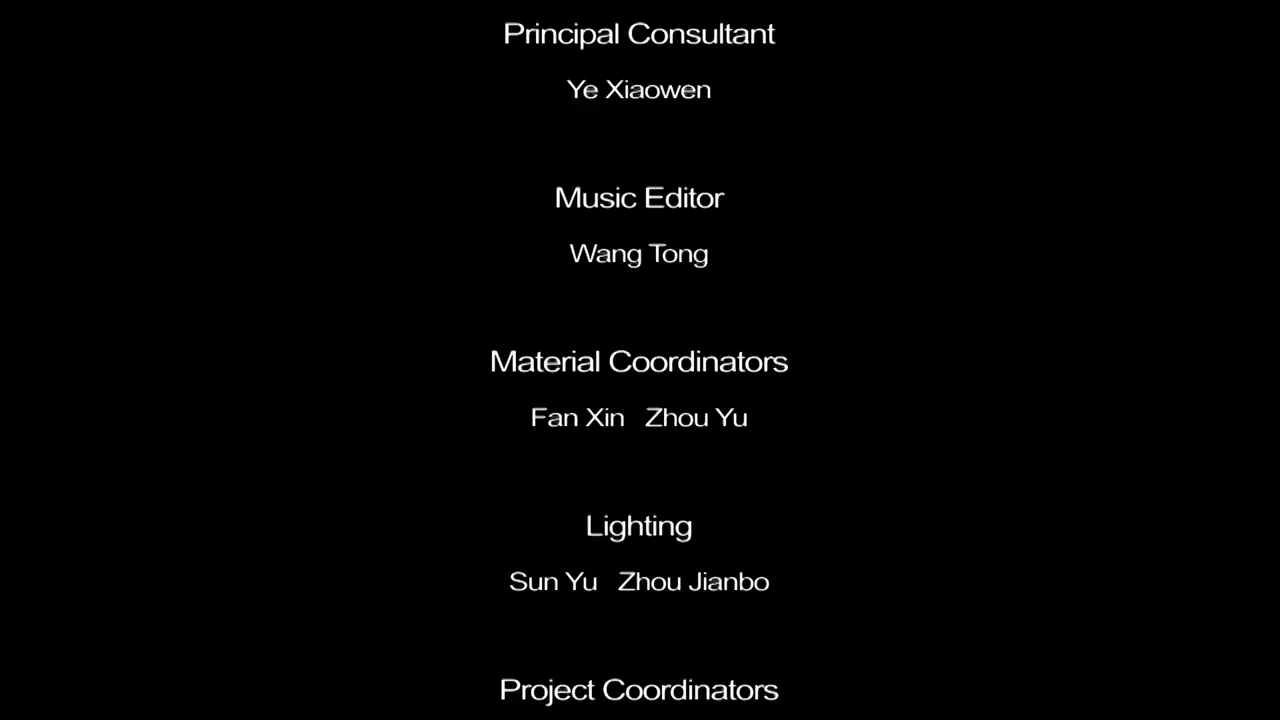 Principal Consultant
Ye Xiaowen
Music Editor
Wang Tong
Material Coordinators
Fan Xin   Zhou Yu
Lighting
Sun Yu   Zhou Jianbo
Project Coordinators